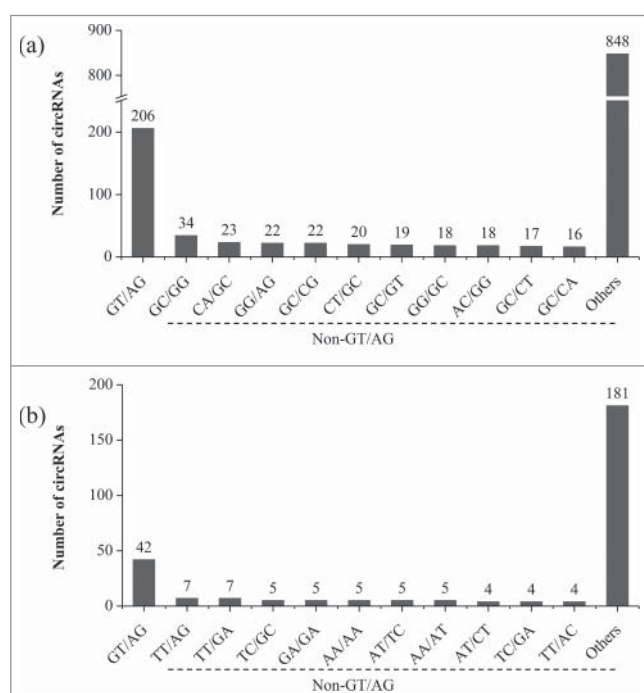 (a)
Number of circRNAs
900
800
200
100
0
206
34
23
22
22
20
19
18
18
17
16
848
GT/AG
GC/GG
CA/GC
GG/AG
GC/CG
CT/GC
GC/GT
GG/GC
AC/GG
GC/CT
GC/CA
Others
Non-GT/AG
(b)
Number of circRNAs
200
150
100
50
0
42
7
7
5
5
5
5
5
4
4
4
181
GT/AG
TT/AG
TT/GA
TC/GC
GA/GA
AA/AA
AT/TC
AA/AT
AT/CT
TC/GA
TT/AC
Others
Non-GT/AG